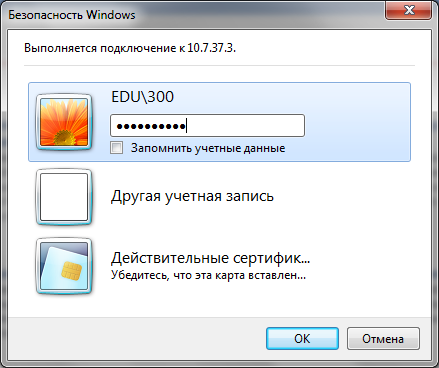 Безопасность Windows
Выполняется подключение к 10.7.37.3.
EDU\300
••••••••••
Запомнить учетные данные
Другая учетная запись
Действительные сертифик...
Убедитесь, что эта карта вставлен...
OK
Отмена